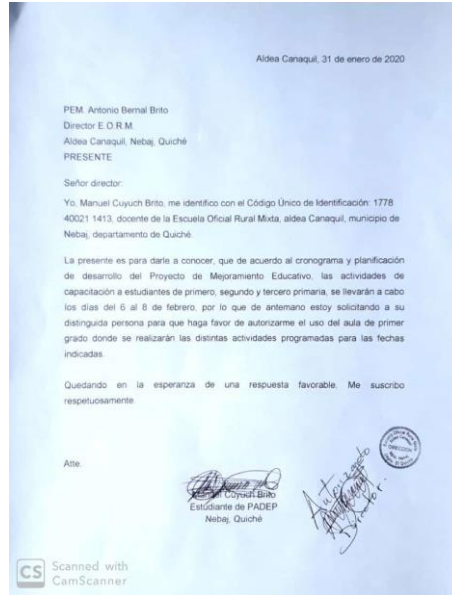 Aldea Canaquil, 31 de enero de 2020
PEM. Antonio Bernal Brito
Director E.O.R.M.
Aldea Canaquil, Nebaj, Quiché
PRESENTE
Señor director:
Yo, Manuel Cuyuch Brito, me identifico con el Código Único de Identificación: 1778
40021 1413, docente de la Escuela Oficial Rural Mixta, aldea Canaquil, municipio de
Nebaj, departamento de Quiché.
La presente es para darle a conocer, que de acuerdo al cronograma y planificación
de desarrollo del Proyecto de Mejoramiento Educativo, las actividades de
capacitación a estudiantes de primero, segundo y tercero primaria, se llevarán a cabo
los días del 6 al 8 de febrero, por lo que de antemano estoy solicitando a su
distinguida persona para que haga favor de autorizarme el uso del aula de primer
grado donde se realizarán las distintas actividades programadas para las fechas
indicadas.
Quedando en la esperanza de una respuesta favorable. Me suscribo
respetuosamente.
Atte.
Cuyuch Brito
Estudiante de PADEP
Nebaj, Quiché
Autorizado
Director.
DIRECCION
CS Scanned with
CamScanner